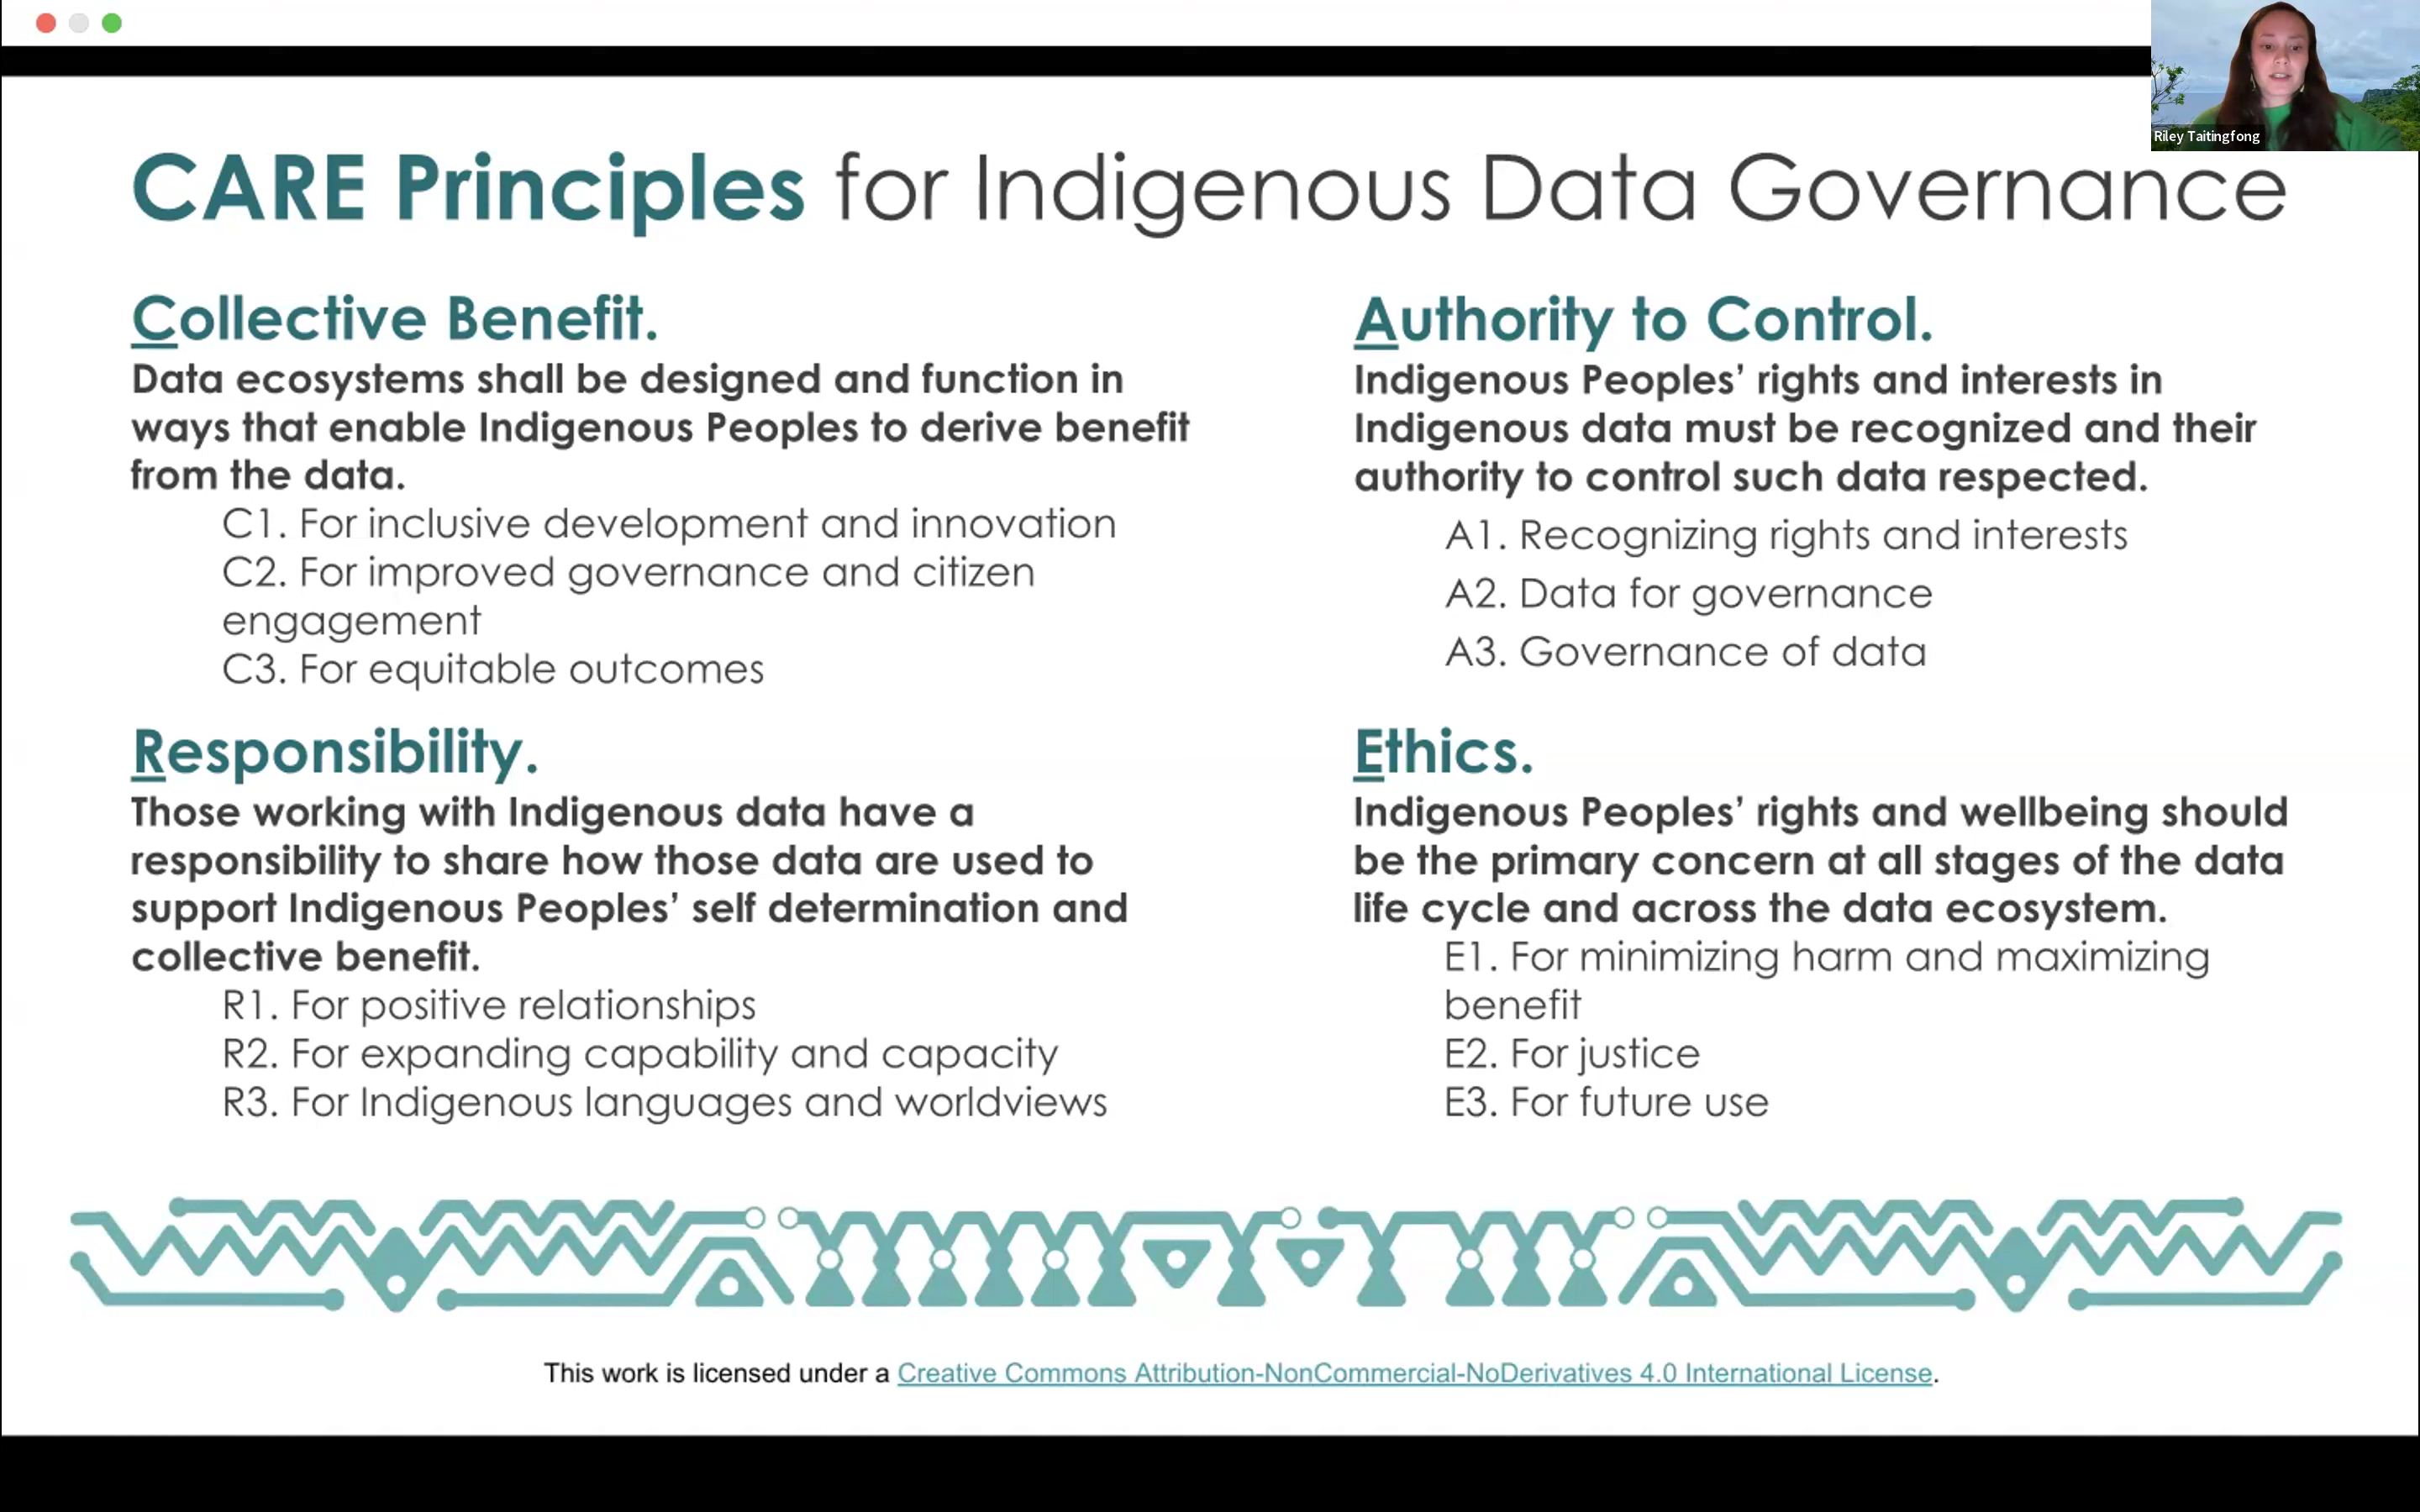 Riley Taitingfong
CARE Principles for Indigenous Data Governance
Collective Benefit.
Data ecosystems shall be designed and function in
ways that enable Indigenous Peoples to derive benefit
from the data.
C1. For inclusive development and innovation
C2. For improved governance and citizen
engagement
C3. For equitable outcomes
Authority to Control.
Indigenous Peoples’ rights and interests in
Indigenous data must be recognized and their
authority to control such data respected.
A1. Recognizing rights and interests
A2. Data for governance
A3. Governance of data
Responsibility.
Those working with Indigenous data have a
responsibility to share how those data are used to
support Indigenous Peoples’ self determination and
collective benefit.
R1. For positive relationships
R2. For expanding capability and capacity
R3. For Indigenous languages and worldviews
Ethics.
Indigenous Peoples’ rights and wellbeing should
be the primary concern at all stages of the data
life cycle and across the data ecosystem.
E1. For minimizing harm and maximizing
benefit
E2. For justice
E3. For future use
This work is licensed under a Creative Commons Attribution-NonCommercial-NoDerivatives 4.0 International License.